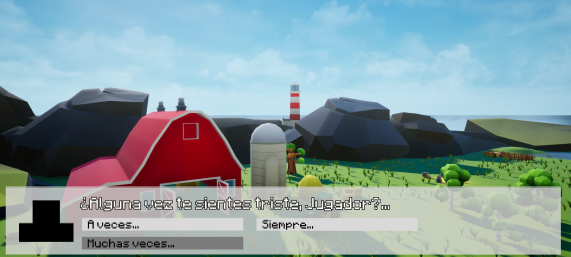 ¿Alguna vez te sientes triste, Jugador?...
A veces...
Siempre...
Muchas veces...